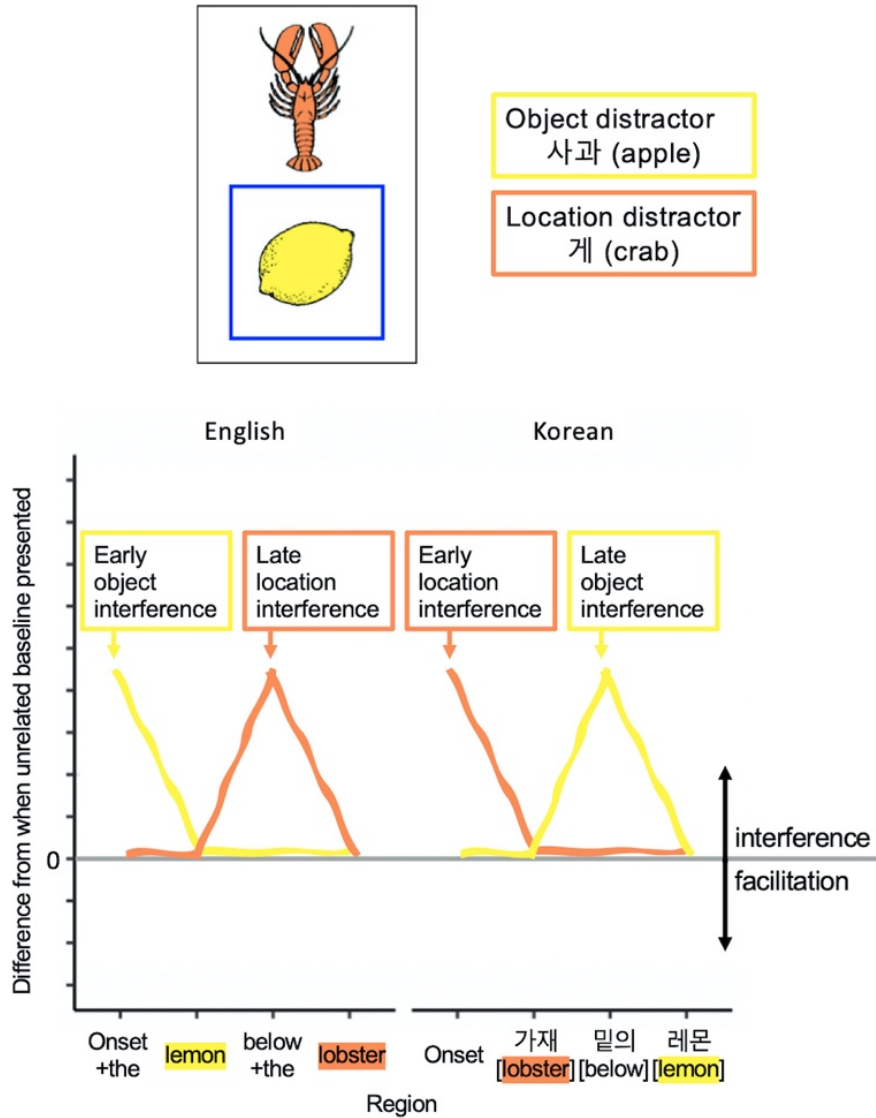 Object distractor
사과 (apple)
Location distractor
게 (crab)
English
Korean
Difference from when unrelated baseline presented
Early
object
interference
Late
location
interference
Early
location
interference
Late
object
interference
0
interference
facilitation
Onset
+the
lemon
below
+the
lobster
Onset
가재
[lobster]
밑의
[below]
레몬
[lemon]
Region